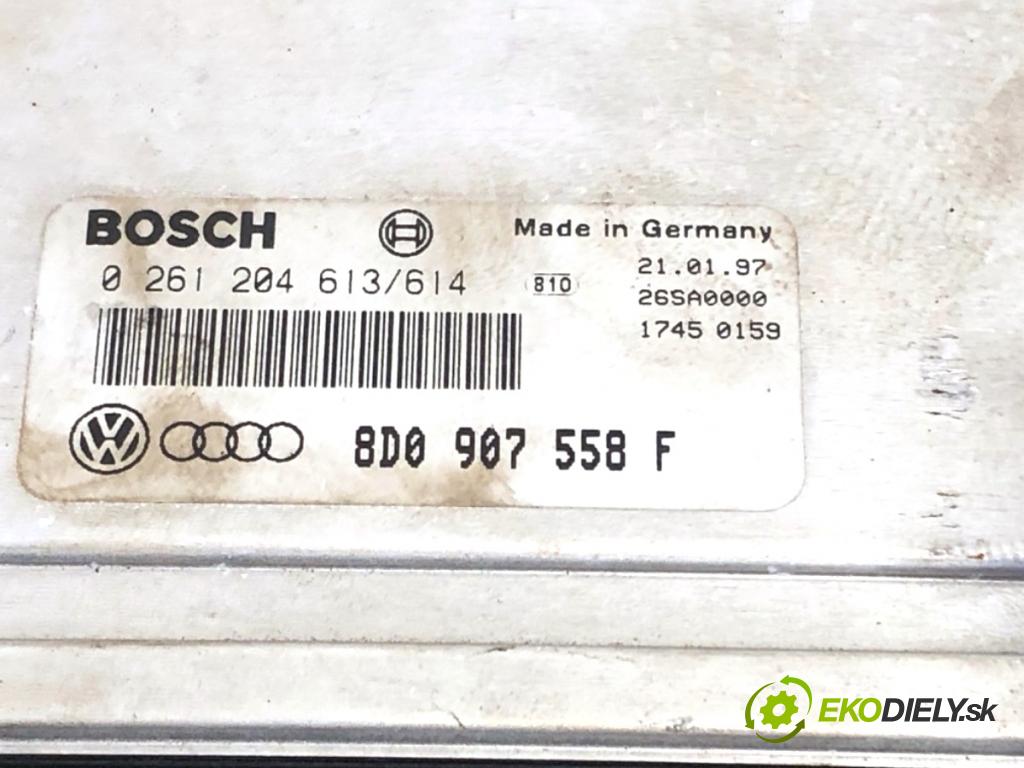 BOSCH
Made in Germany
0 261 204 613/614
810
21.01.97
26SA0000
1745 0159
8D0 907 558 F
EKODIELY.sk